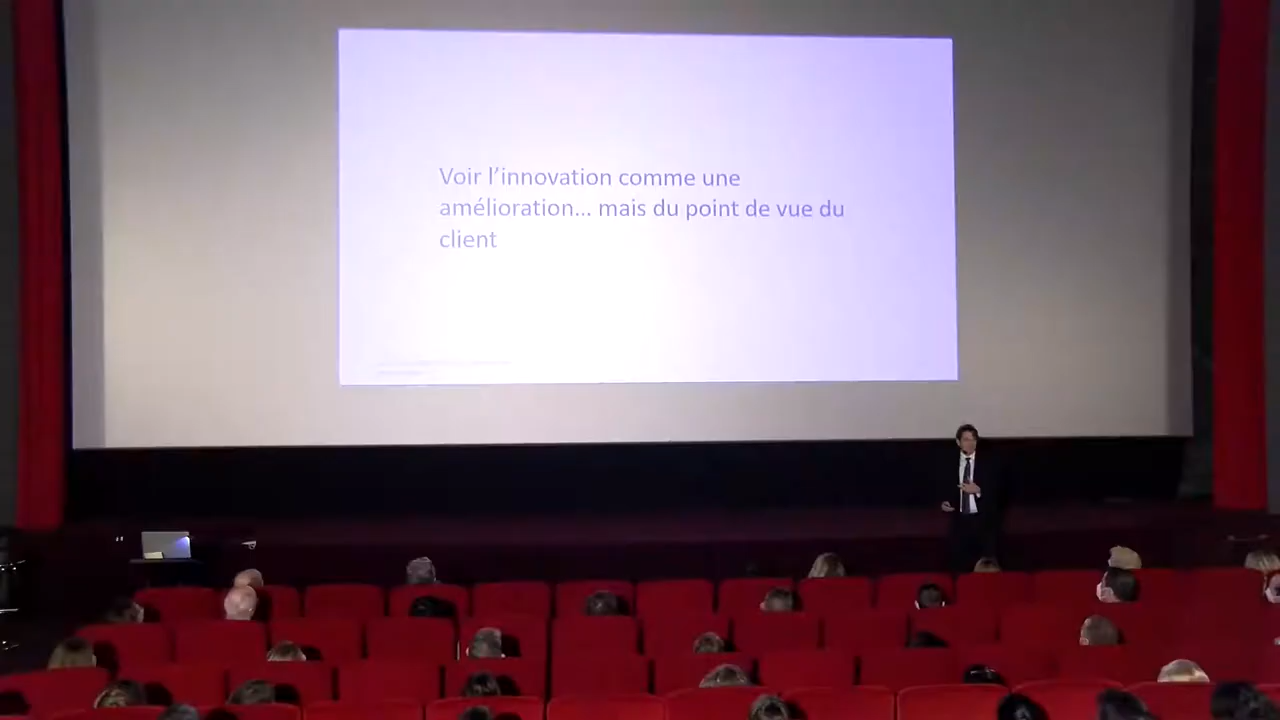 Voir l’innovation comme une
amélioration... mais du point de vue du
client